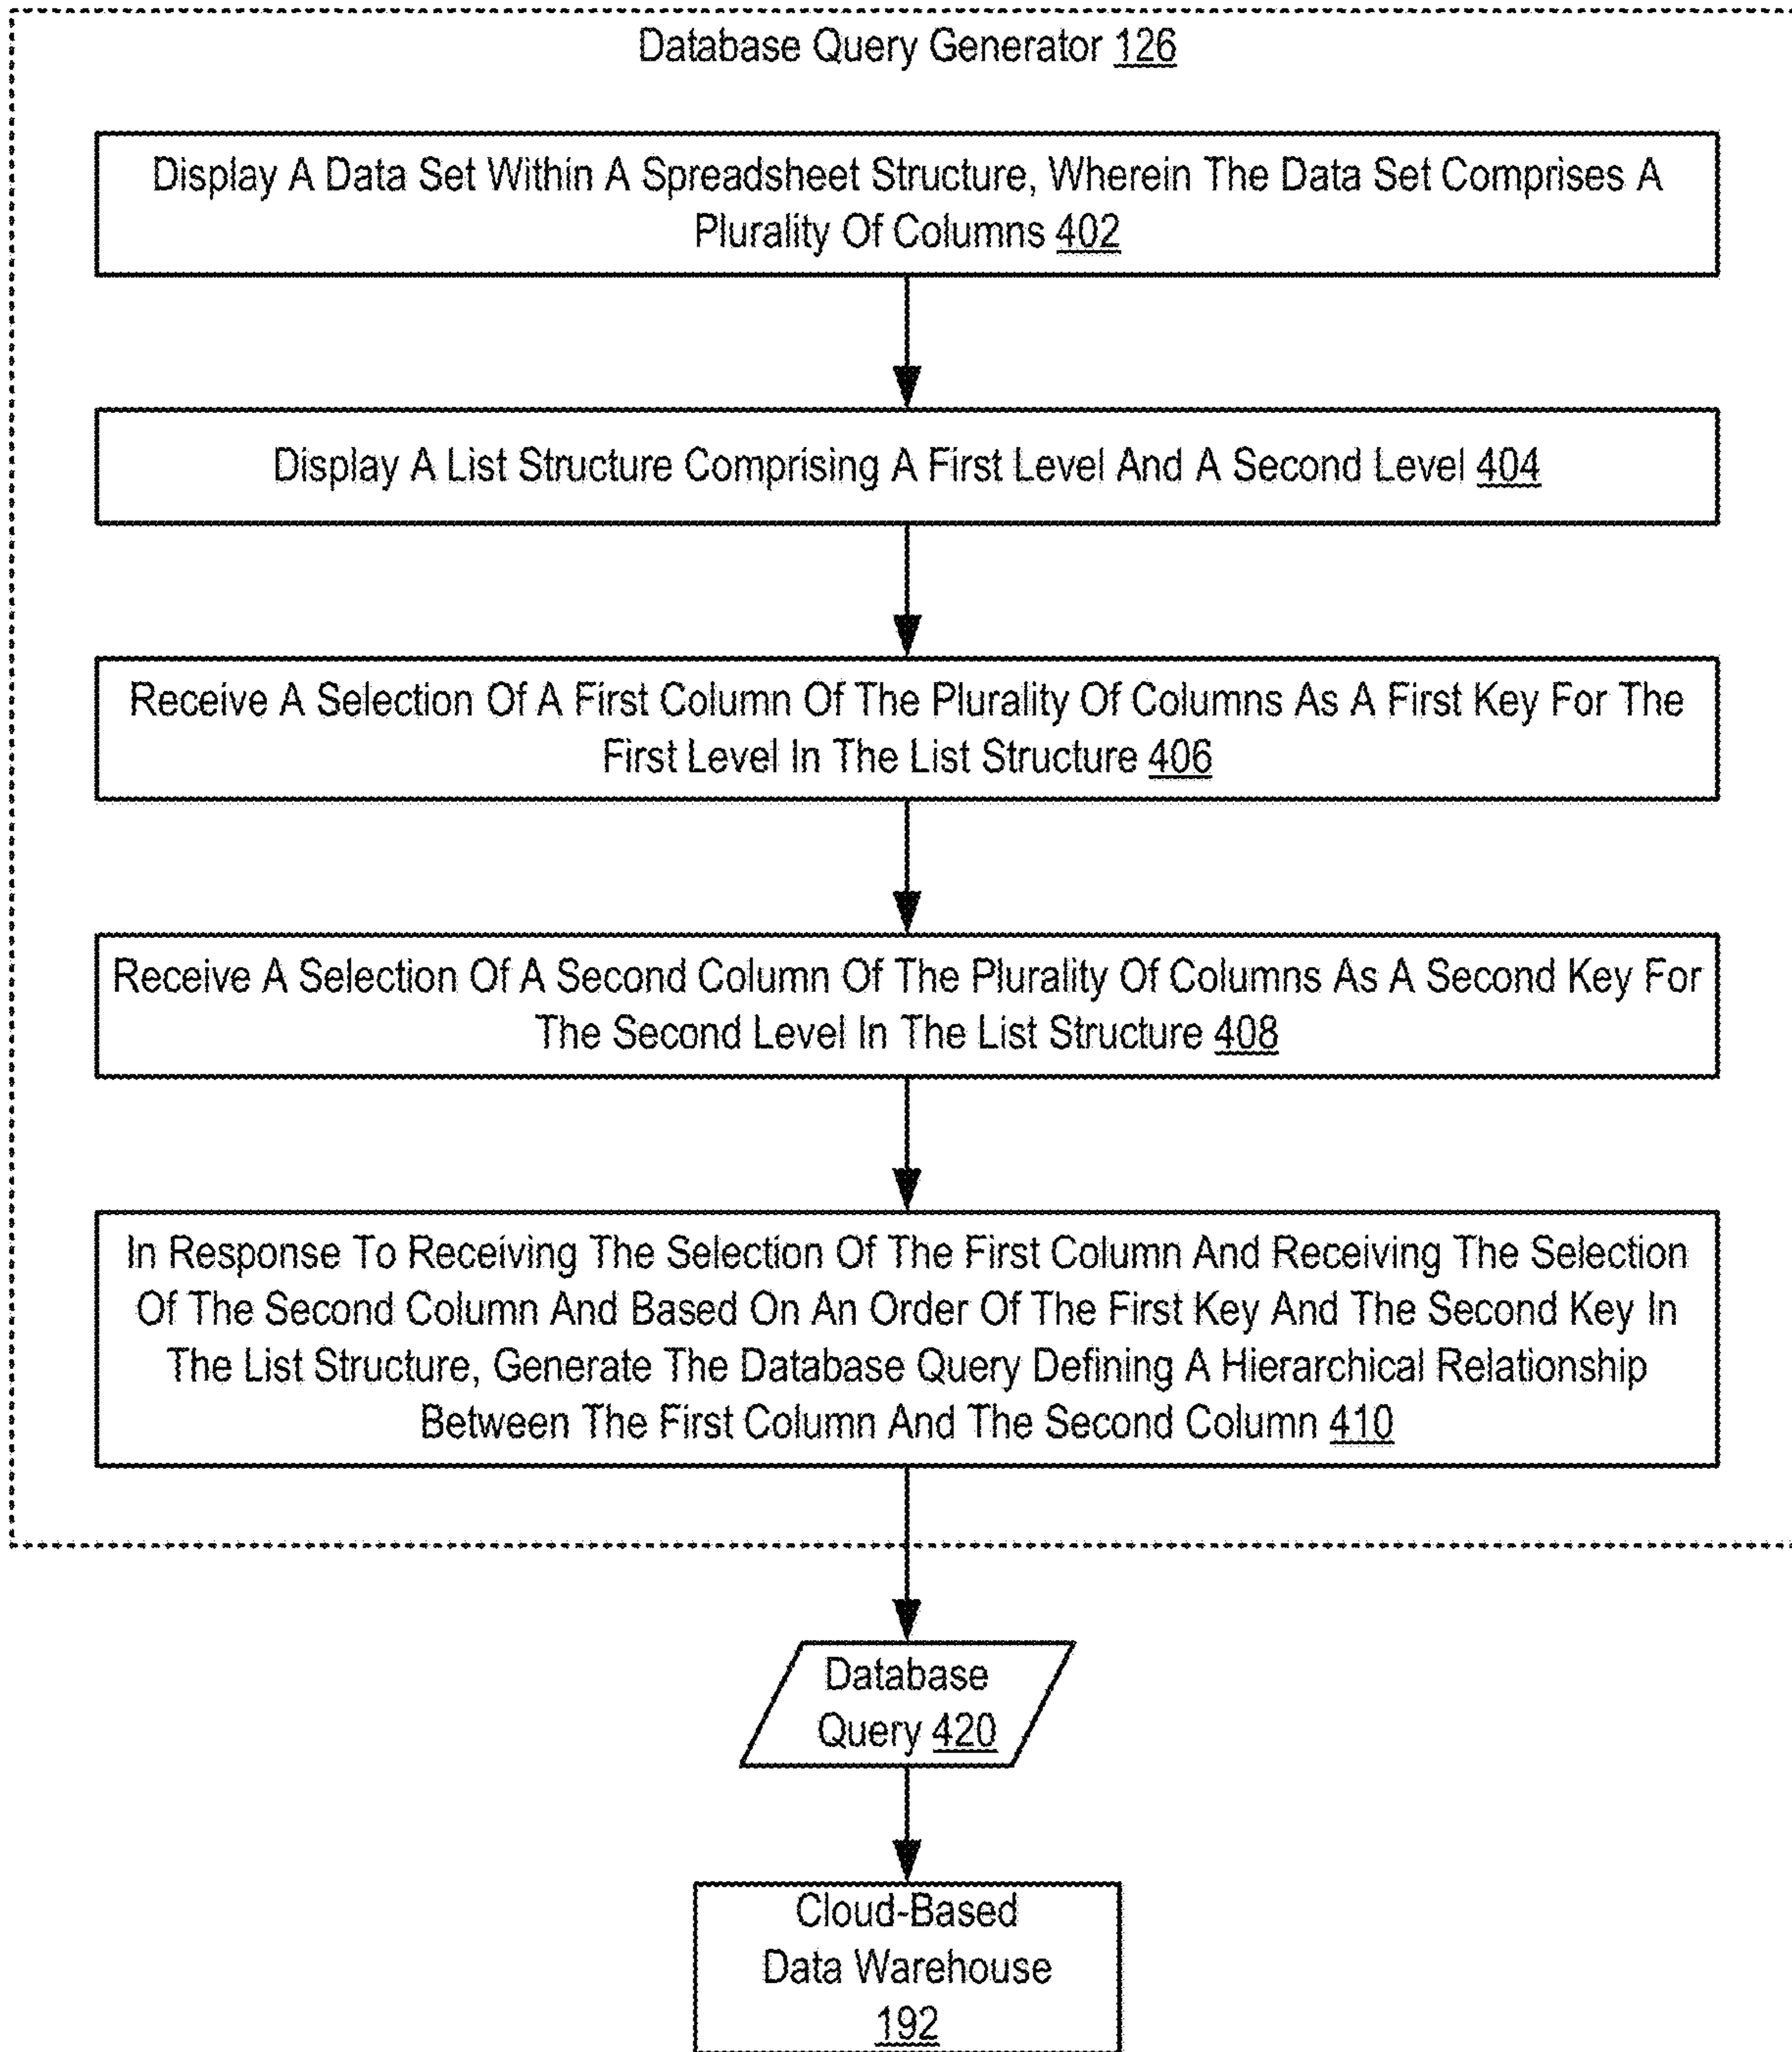 Database Query Generator 126
Display A Data Set Within A Spreadsheet Structure, Wherein The Data Set Comprises A
Plurality Of Columns 402
Display A List Structure Comprising A First Level And A Second Level 404
Receive A Selection Of A First Column Of The Plurality Of Columns As A First Key For The
First Level In The List Structure 406
Receive A Selection Of A Second Column Of The Plurality Of Columns As A Second Key For
The Second Level In The List Structure 408
In Response To Receiving The Selection Of The First Column And Receiving The Selection
Of The Second Column And Based On An Order Of The First Key And The Second Key In
The List Structure, Generate The Database Query Defining A Hierarchical Relationship
Between The First Column And The Second Column 410
Database
Query 420
Cloud-Based
Data Warehouse
192